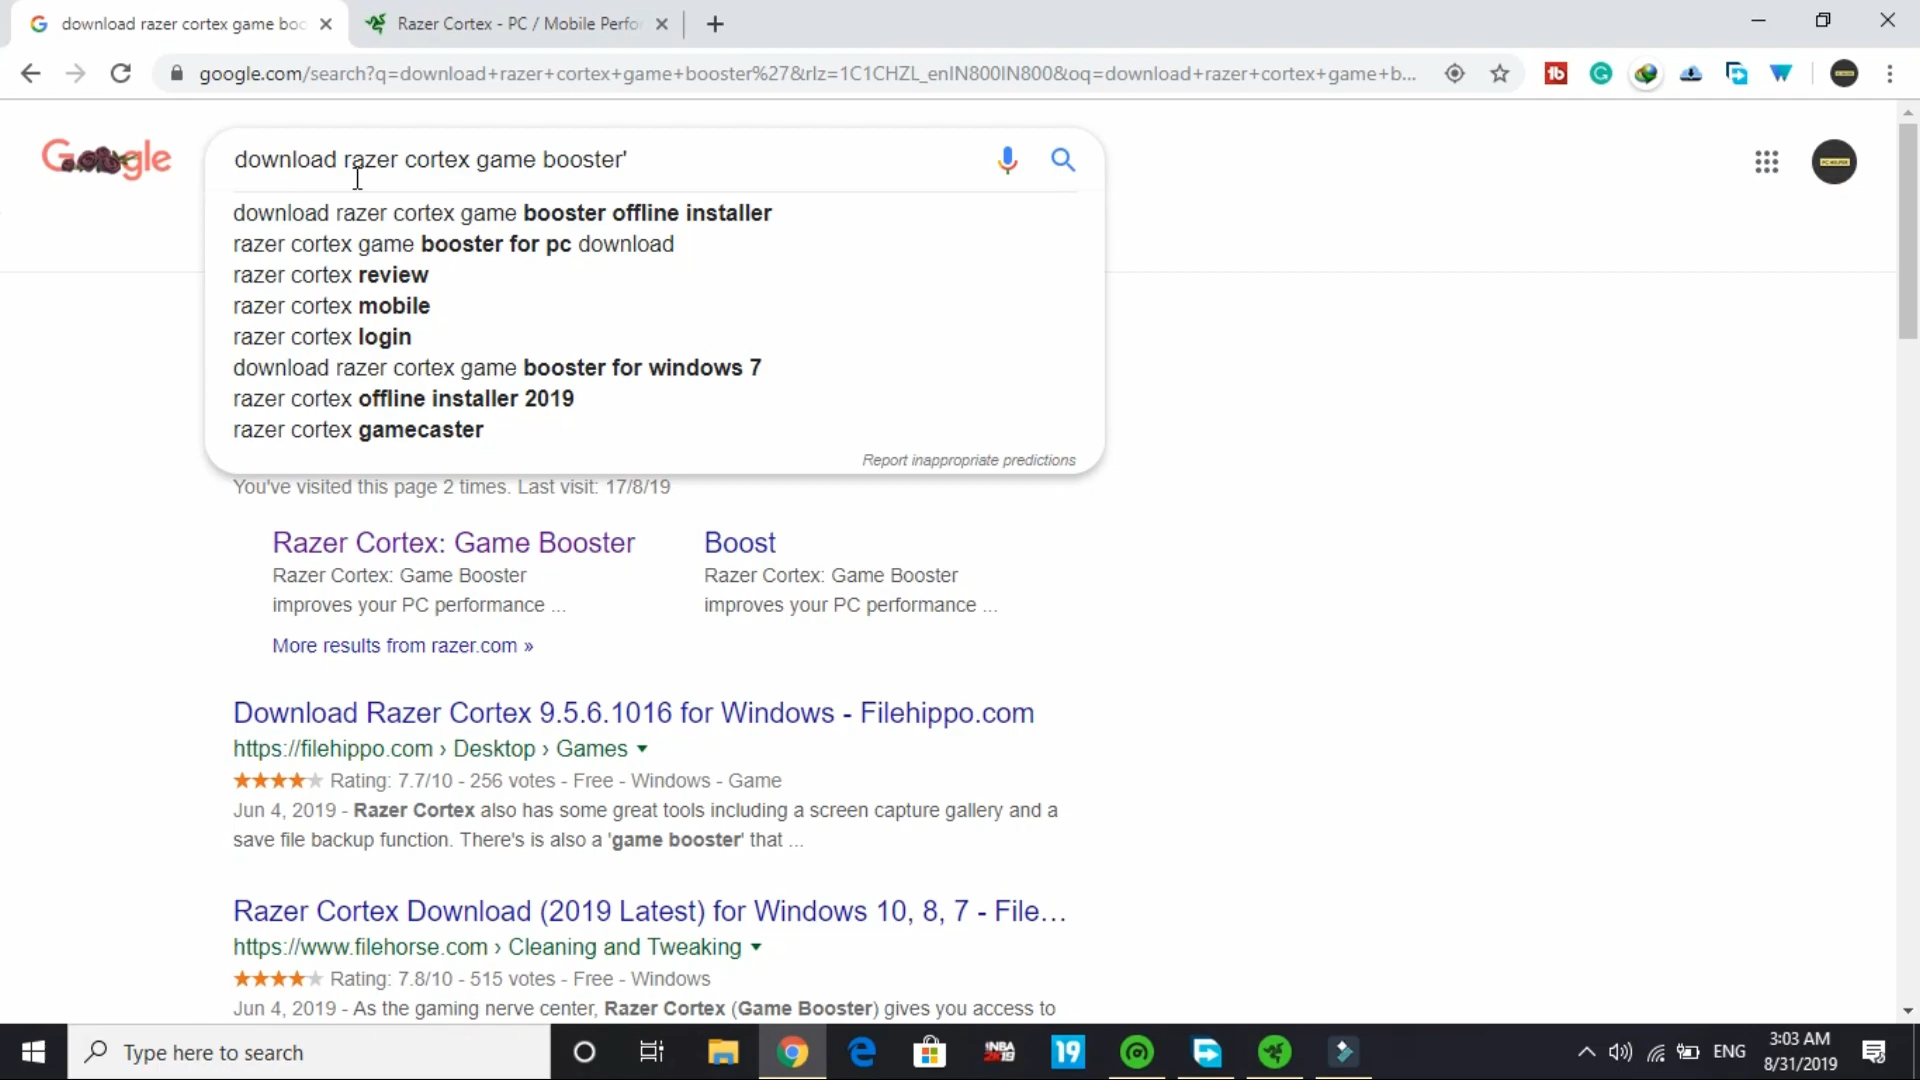 download razer cortex game boo
Razer Cortex - PC / Mobile Perfo
google.com/search?q=download+razer+cortex+game+booster%27&rlz=1C1CHZL_enIN800IN800&oq=download+razer+cortex+game+b...
Google
download razer cortex game booster'
download razer cortex game booster offline installer
razer cortex game booster for pc download
razer cortex review
razer cortex mobile
razer cortex login
download razer cortex game booster for windows 7
razer cortex offline installer 2019
razer cortex gamecaster
Report inappropriate predictions
You've visited this page 2 times. Last visit: 17/8/19
Razer Cortex: Game Booster
Razer Cortex: Game Booster
improves your PC performance ...
Boost
Razer Cortex: Game Booster
improves your PC performance ...
More results from razer.com »
Download Razer Cortex 9.5.6.1016 for Windows - Filehippo.com
https://filehippo.com › Desktop › Games
Rating: 7.7/10 - 256 votes - Free - Windows - Game
Jun 4, 2019 - Razer Cortex also has some great tools including a screen capture gallery and a
save file backup function. There's is also a 'game booster' that ...
Razer Cortex Download (2019 Latest) for Windows 10, 8, 7 - File...
https://www.filehorse.com › Cleaning and Tweaking
Rating: 7.8/10 - 515 votes - Free - Windows
Jun 4, 2019 - As the gaming nerve center, Razer Cortex (Game Booster) gives you access to
Type here to search
NBA
2K19
19
ENG
3:03 AM
8/31/2019